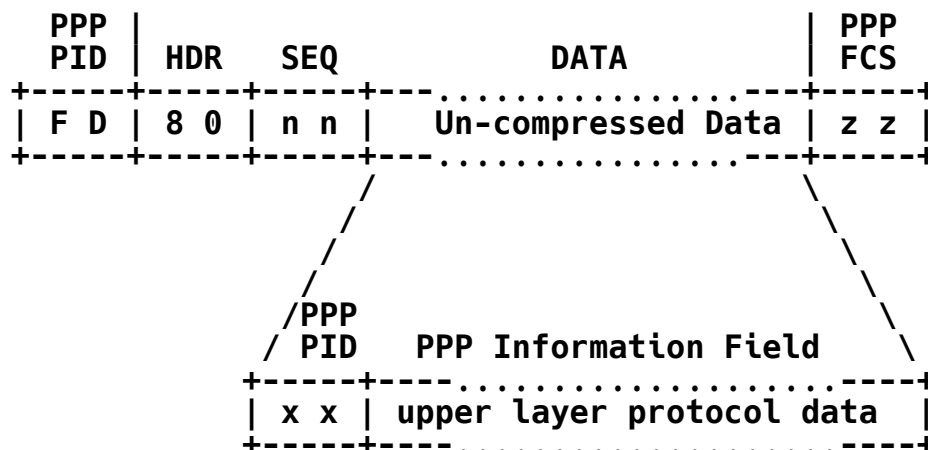 PPP |                                  | PPP
  PID | HDR   SEQ           DATA         | FCS
+-----+-----+-----+---................---+-----+
| F D | 8 0 | n n |   Un-compressed Data | z z |
+-----+-----+-----+---................---+-----+
                  /                      \
                 /                        \
                /                          \
               /                            \
              /PPP                           \
             / PID   PPP Information Field    \
            +-----+----....................----+
            | x x | upper layer protocol data  |
            +-----+----....................----+